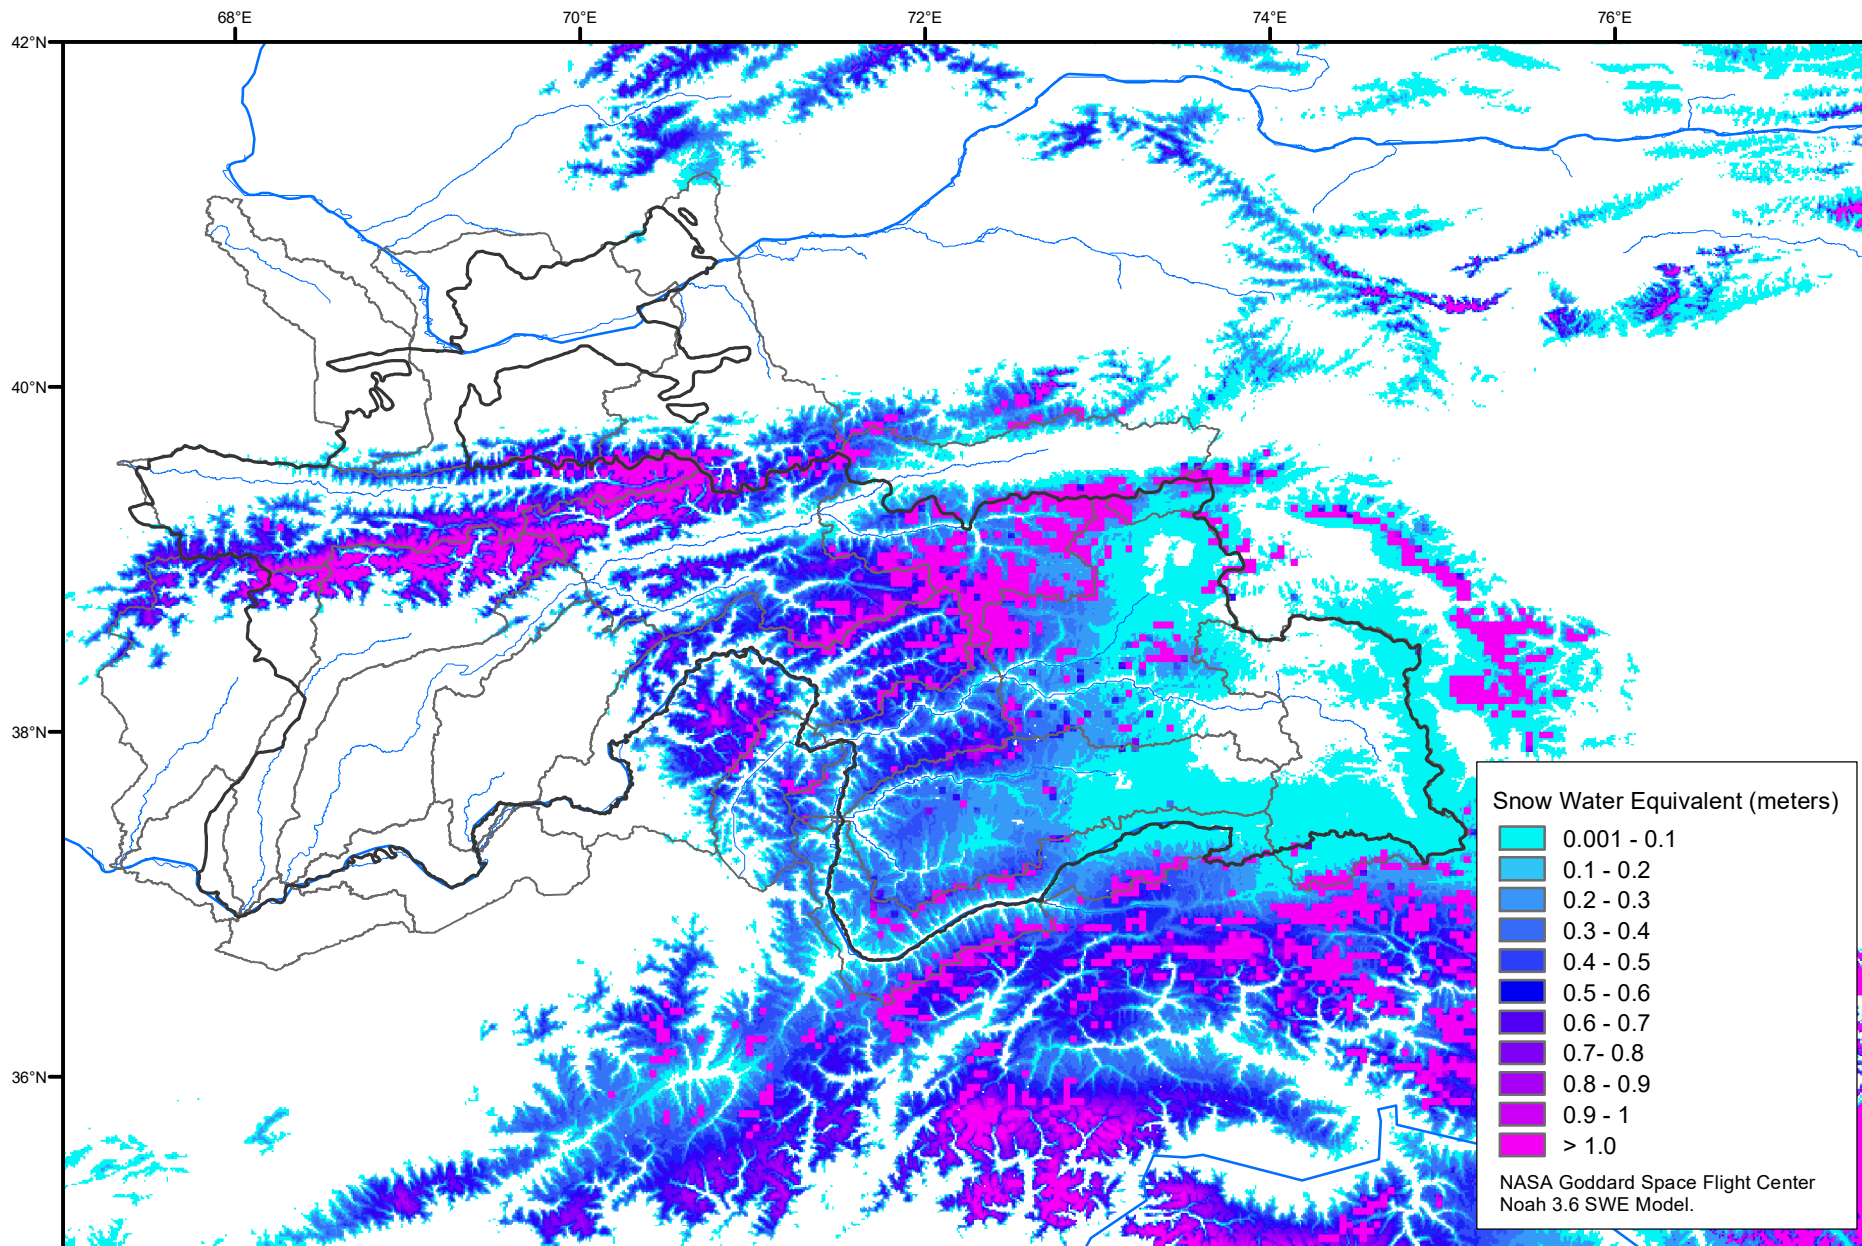 68°E 70°E 72°E 74°E 76°E
42°N
40°N
38°N
36°N
Snow Water Equivalent (meters)
0.001 - 0.1
0.1 - 0.2
0.2 - 0.3
0.3 - 0.4
0.4 - 0.5
0.5 - 0.6
0.6 - 0.7
0.7- 0.8
0.8 - 0.9
0.9 - 1
> 1.0
NASA Goddard Space Flight Center
Noah 3.6 SWE Model.